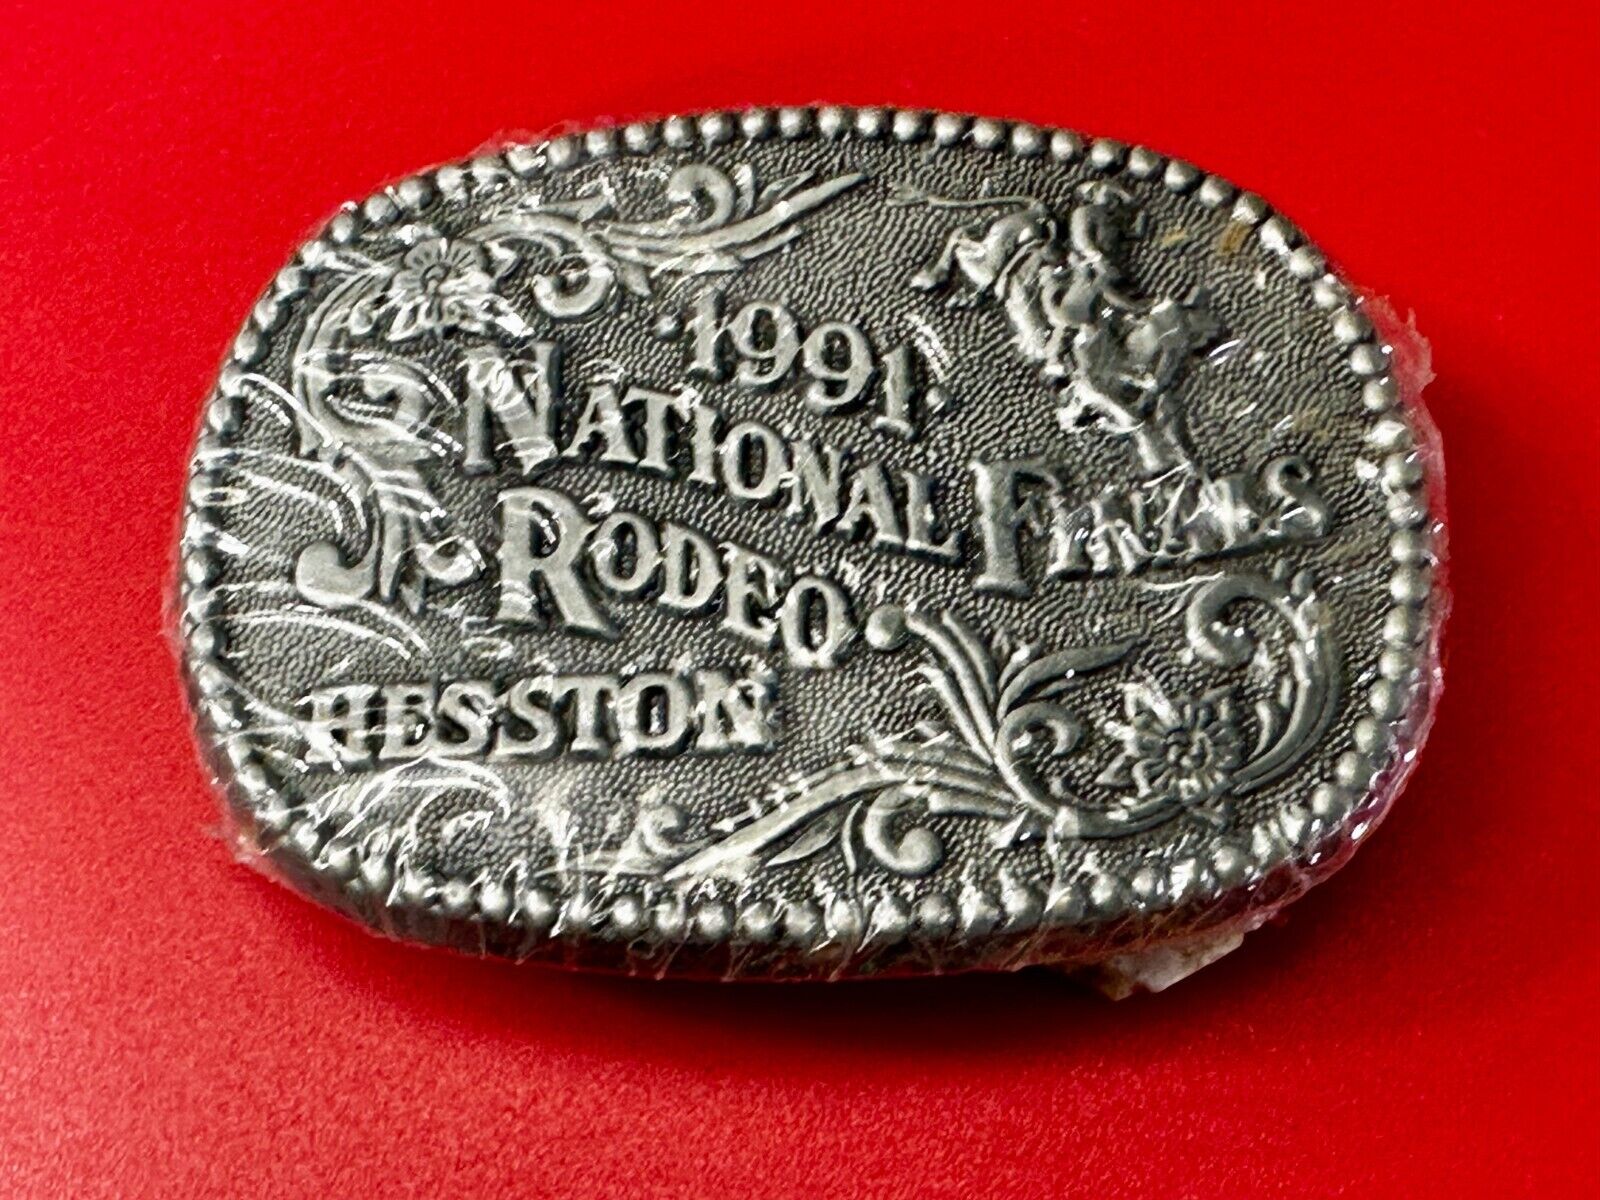 ·1991·
NATIONAL FINALS
RODEO
HESSTON